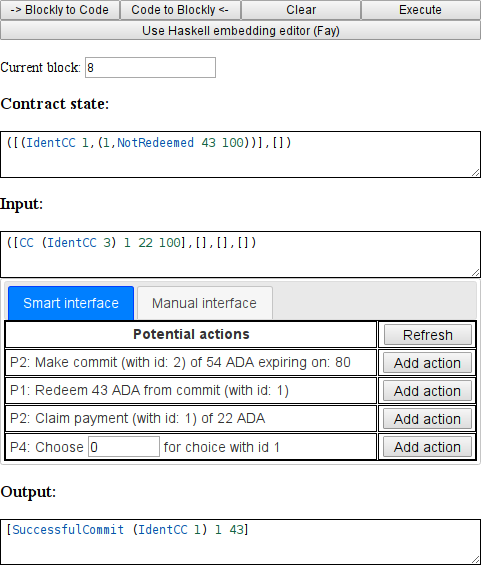 -> Blockly to Code Code to Blockly <- Clear Execute
Use Haskell embedding editor (Fay)
Current block: 8
Contract state:
([(IdentCC 1,(1,NotRedeemed 43 100))],[])
Input:
([CC (IdentCC 3) 1 22 100],[],[],[])
Smart interface Manual interface
Potential actions Refresh
P2: Make commit (with id: 2) of 54 ADA expiring on: 80 Add action
P1: Redeem 43 ADA from commit (with id: 1) Add action
P2: Claim payment (with id: 1) of 22 ADA Add action
P4: Choose 0 for choice with id 1 Add action
Output:
[SuccessfulCommit (IdentCC 1) 1 43]